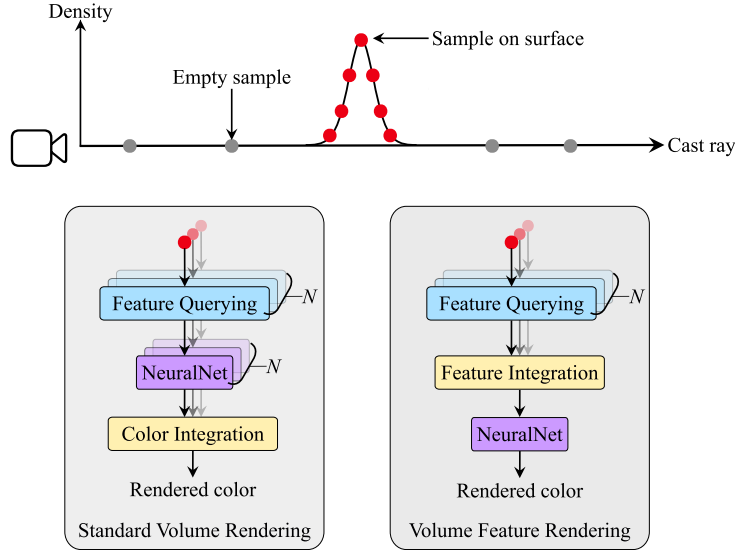 Density
Sample on surface
Empty sample
Cast ray
Feature Querying
N
NeuralNet
N
Color Integration
Rendered color
Standard Volume Rendering
Feature Querying
N
Feature Integration
NeuralNet
Rendered color
Volume Feature Rendering